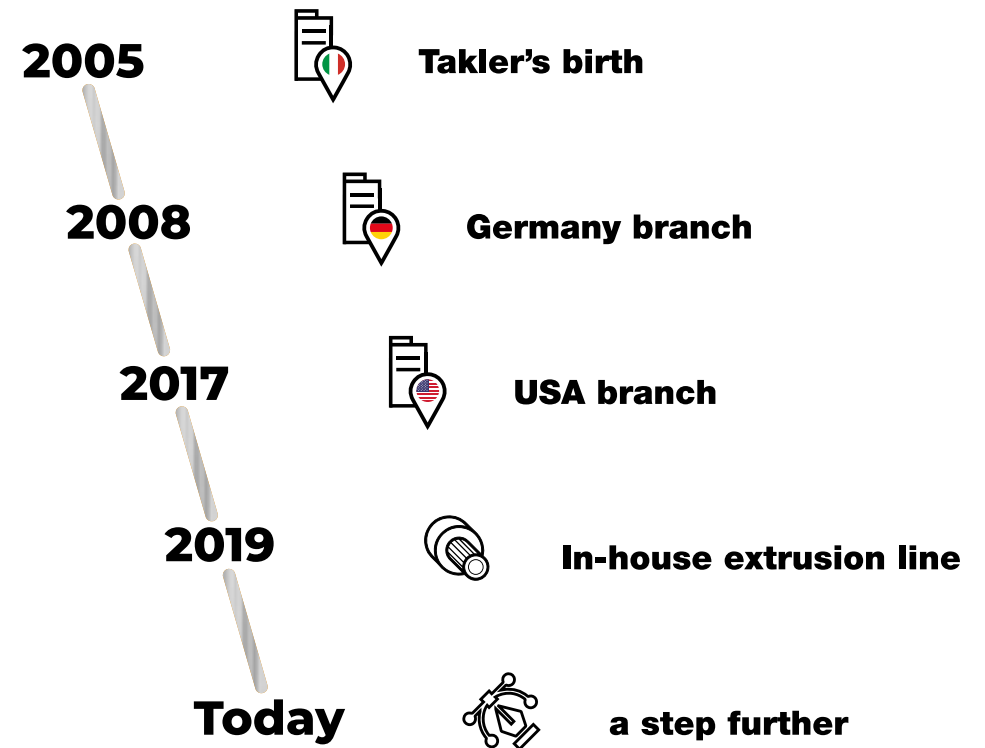 2005
Takler’s birth
2008
Germany branch
2017
USA branch
2019
In-house extrusion line
Today
a step further